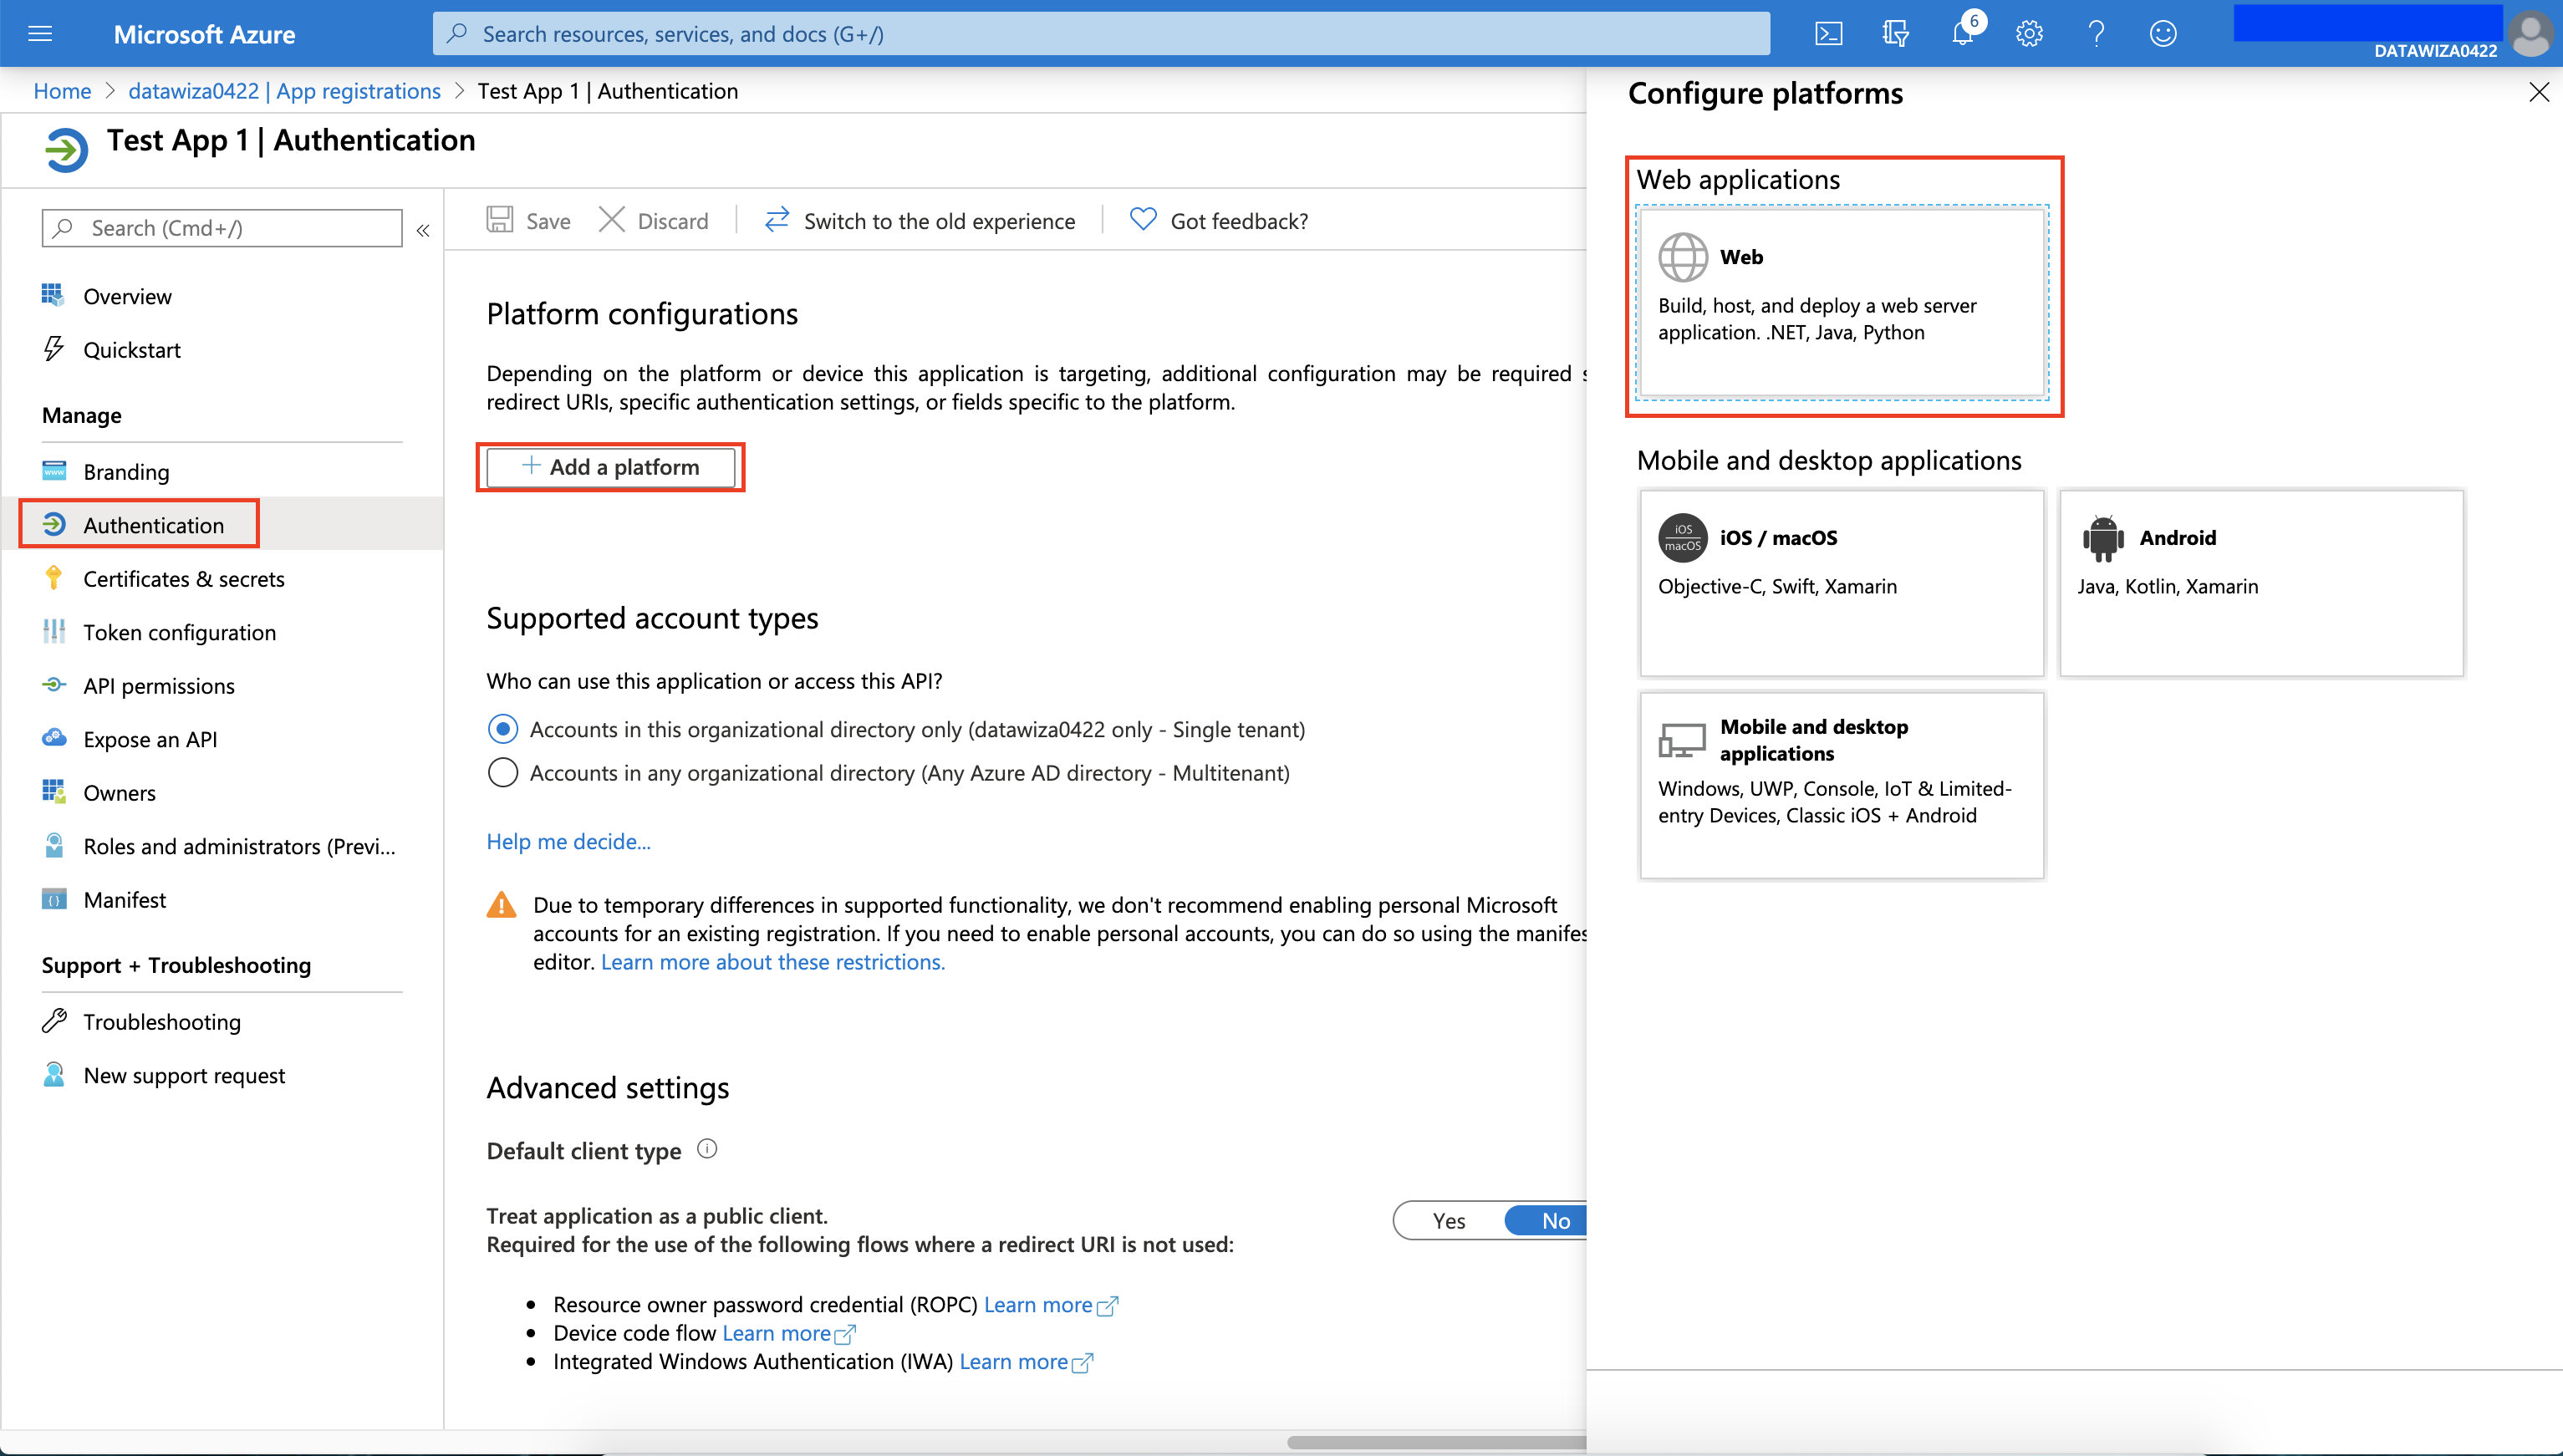 Microsoft Azure
Search resources, services, and docs (G+/)
6
DATAWIZA0422
Home > datawiza0422 | App registrations > Test App 1 | Authentication
Test App 1 | Authentication
Search (Cmd+/)
«
Overview
Quickstart
Manage
Branding
Authentication
Certificates & secrets
Token configuration
API permissions
Expose an API
Owners
Roles and administrators (Previ...
Manifest
Support + Troubleshooting
Troubleshooting
New support request
Save
Discard
Switch to the old experience
Got feedback?
Platform configurations
Depending on the platform or device this application is targeting, additional configuration may be required
redirect URIs, specific authentication settings, or fields specific to the platform.
+ Add a platform
Supported account types
Who can use this application or access this API?
Accounts in this organizational directory only (datawiza0422 only - Single tenant)
Accounts in any organizational directory (Any Azure AD directory - Multitenant)
Help me decide...
Due to temporary differences in supported functionality, we don't recommend enabling personal Microsoft
accounts for an existing registration. If you need to enable personal accounts, you can do so using the manifes
editor. Learn more about these restrictions.
Advanced settings
Default client type
Treat application as a public client.
Required for the use of the following flows where a redirect URI is not used:
Yes
No
• Resource owner password credential (ROPC) Learn more
• Device code flow Learn more
• Integrated Windows Authentication (IWA) Learn more
Configure platforms
Web applications
Web
Build, host, and deploy a web server
application. .NET, Java, Python
Mobile and desktop applications
iOS
macOS
iOS / macOS
Objective-C, Swift, Xamarin
Android
Java, Kotlin, Xamarin
Mobile and desktop
applications
Windows, UWP, Console, IoT & Limited-
entry Devices, Classic iOS + Android